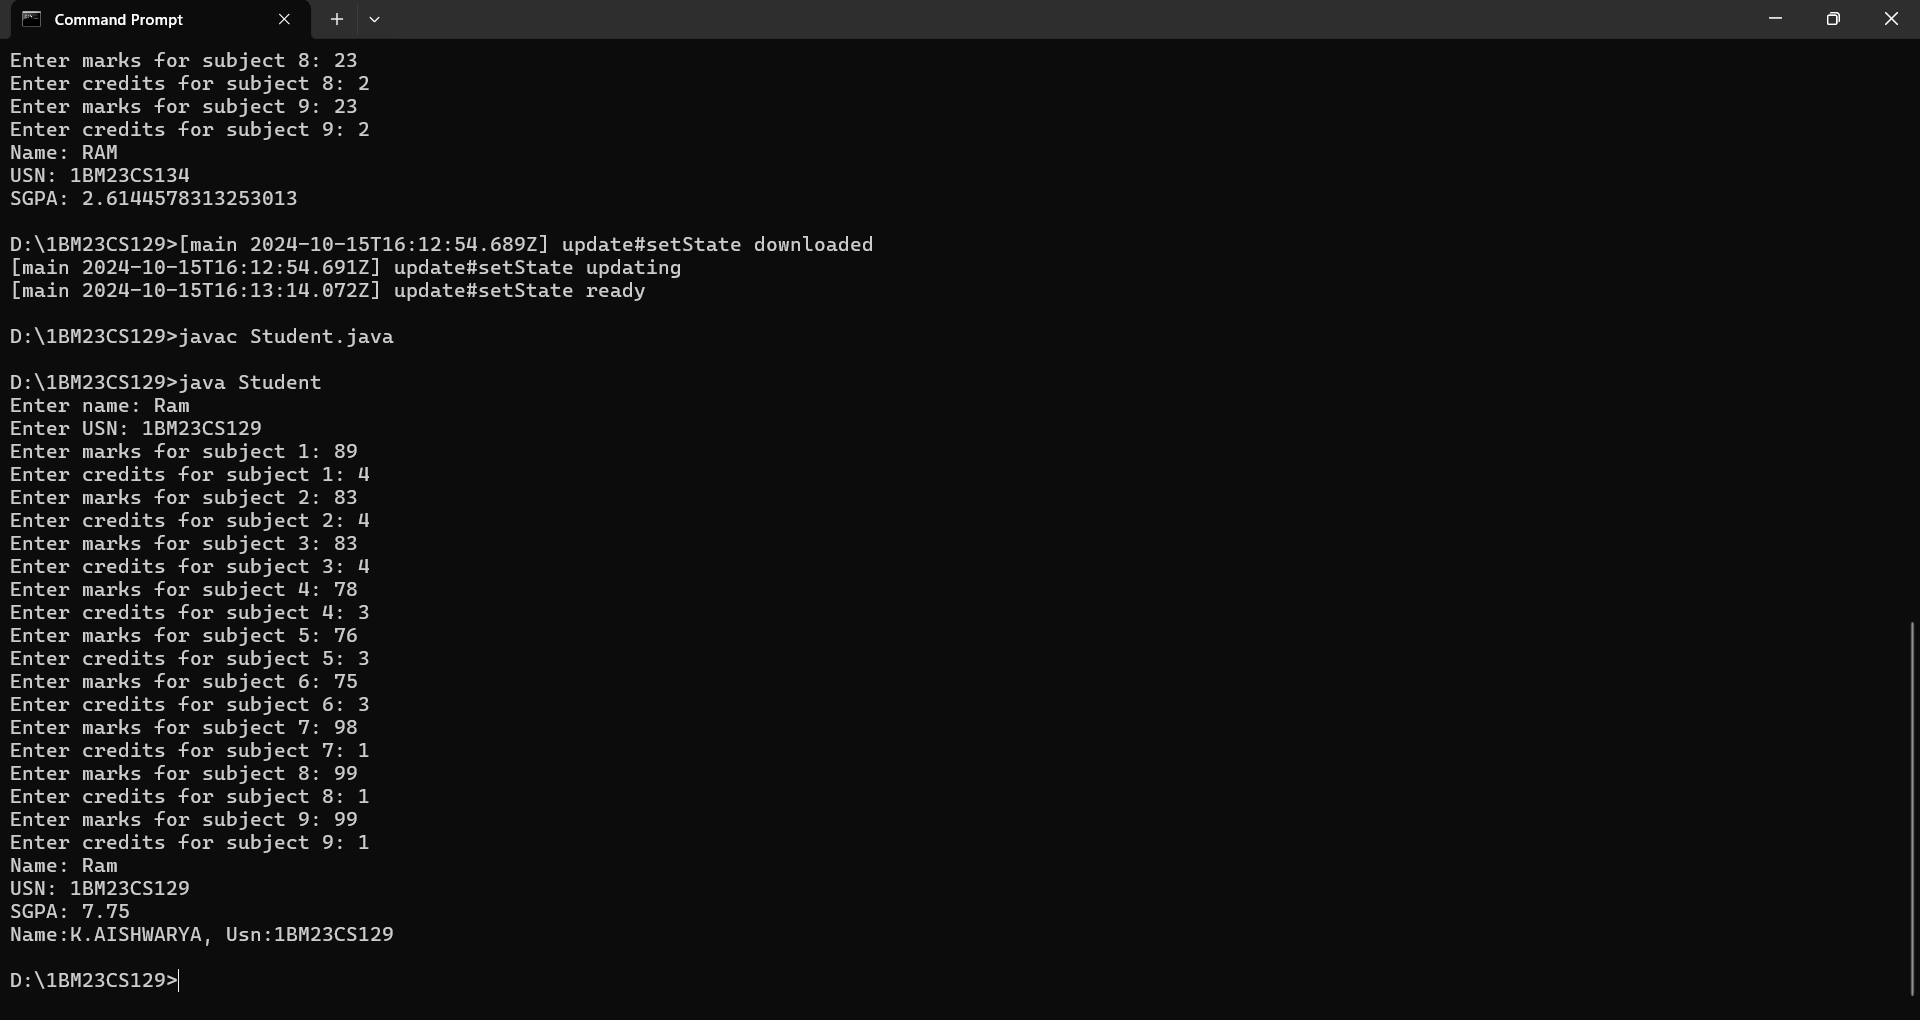 Command Prompt
Enter marks for subject 8: 23
Enter credits for subject 8: 2
Enter marks for subject 9: 23
Enter credits for subject 9: 2
Name: RAM
USN: 1BM23CS134
SGPA: 2.6144578313253013
D:\1BM23CS129>[main 2024-10-15T16:12:54.689Z] update#setState downloaded
[main 2024-10-15T16:12:54.691Z] update#setState updating
[main 2024-10-15T16:13:14.072Z] update#setState ready
D:\1BM23CS129>javac Student.java
D:\1BM23CS129>java Student
Enter name: Ram
Enter USN: 1BM23CS129
Enter marks for subject 1: 89
Enter credits for subject 1: 4
Enter marks for subject 2: 83
Enter credits for subject 2: 4
Enter marks for subject 3: 83
Enter credits for subject 3: 4
Enter marks for subject 4: 78
Enter credits for subject 4: 3
Enter marks for subject 5: 76
Enter credits for subject 5: 3
Enter marks for subject 6: 75
Enter credits for subject 6: 3
Enter marks for subject 7: 98
Enter credits for subject 7: 1
Enter marks for subject 8: 99
Enter credits for subject 8: 1
Enter marks for subject 9: 99
Enter credits for subject 9: 1
Name: Ram
USN: 1BM23CS129
SGPA: 7.75
Name:K.AISHWARYA, Usn:1BM23CS129
D:\1BM23CS129>